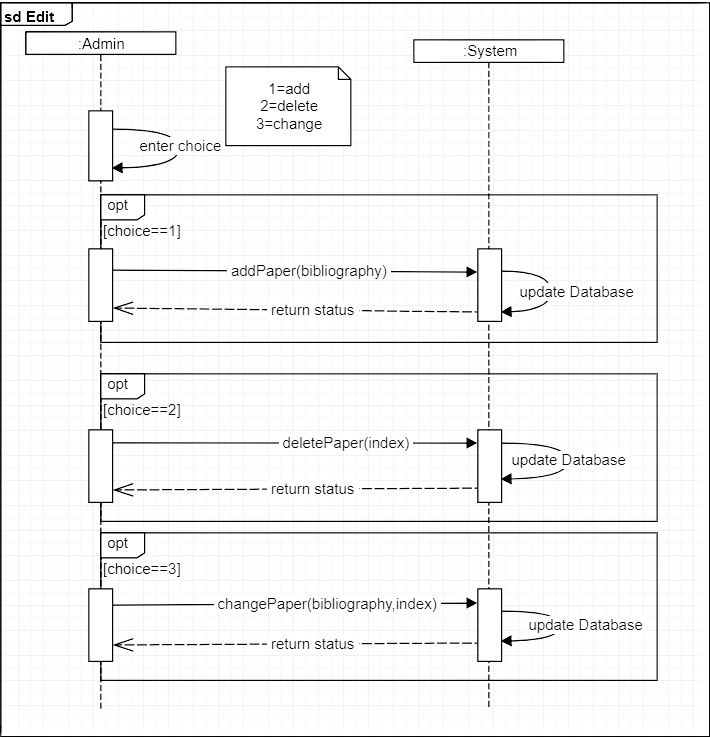 sd Edit
:Admin
:System
1=add
2=delete
3=change
enter choice
opt
[choice==1]
addPaper(bibliography)
update Database
return status
opt
[choice==2]
deletePaper(index)
update Database
return status
opt
[choice==3]
changePaper(bibliography,index)
update Database
return status